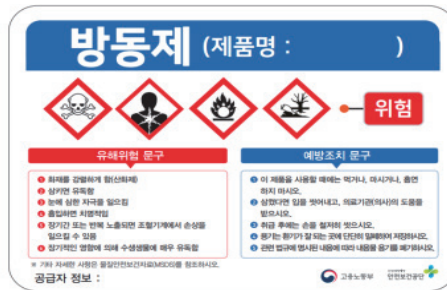 방동제 (제품명 : )
위험
유해위험 문구
1 화재를 강렬하게 함(산화제)
2 삼키면 유독함
3 눈에 심한 자극을 일으킴
4 흡입하면 치명적임
5 장기간 또는 반복 노출되면 조혈기계에서 손상을
일으킬 수 있음
6 장기적인 영향에 의해 수생생물에 매우 유독함
예방조치 문구
1 이 제품을 사용할 때에는 먹거나, 마시거나, 흡연
하지 마시오.
2 삼켰다면 입을 씻어내고, 의료기관(의사)의 도움을
받으시오.
3 취급 후에는 손을 철저히 씻으시오.
4 용기는 환기가 잘 되는 곳에 단단히 밀폐하여 저장하시오.
5 관련 법규에 명시된 내용에 따라 내용물 용기를 폐기하시오.
※ 기타 자세한 사항은 물질안전보건자료(MSDS)를 참조하시오.
공급자 정보 :
고용노동부
안전보건공단